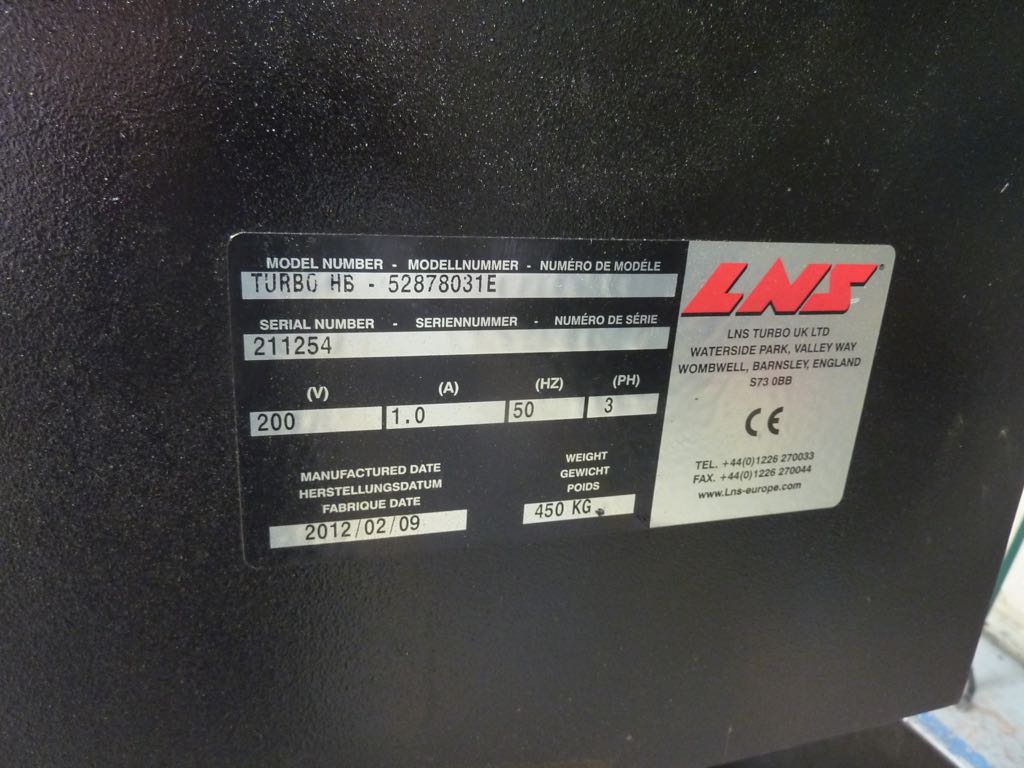 MODEL NUMBER - MODELLNUMMER - NUMÉRO DE MODÉLE
TURBO HB - 52878031E
SERIAL NUMBER - SERIENNUMMER - NUMÉRO DE SÉRIE
211254
(V) (A) (HZ) (PH)
200 1.0 50 3
MANUFACTURED DATE
HERSTELLUNGSDATUM
FABRIQUE DATE
2012/02/09
WEIGHT
GEWICHT
POIDS
450 KG
LNS®
LNS TURBO UK LTD
WATERSIDE PARK, VALLEY WAY
WOMBWELL, BARNSLEY, ENGLAND
S73 0BB
CE
TEL. +44(0)1226 270033
FAX. +44(0)1226 270044
www.Lns-europe.com